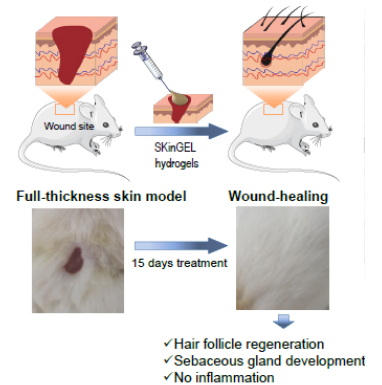 Wound site
SKinGEL
hydrogels
Full-thickness skin model
Wound-healing
15 days treatment
✓Hair follicle regeneration
✓Sebaceous gland development
✓No inflammation